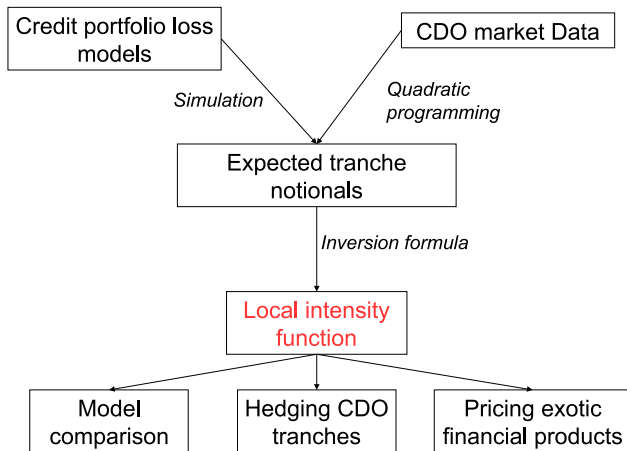 Credit portfolio loss
models
CDO market Data
Simulation
Quadratic
programming
Expected tranche
notionals
Inversion formula
Local intensity
function
Model
comparison
Hedging CDO
tranches
Pricing exotic
financial products